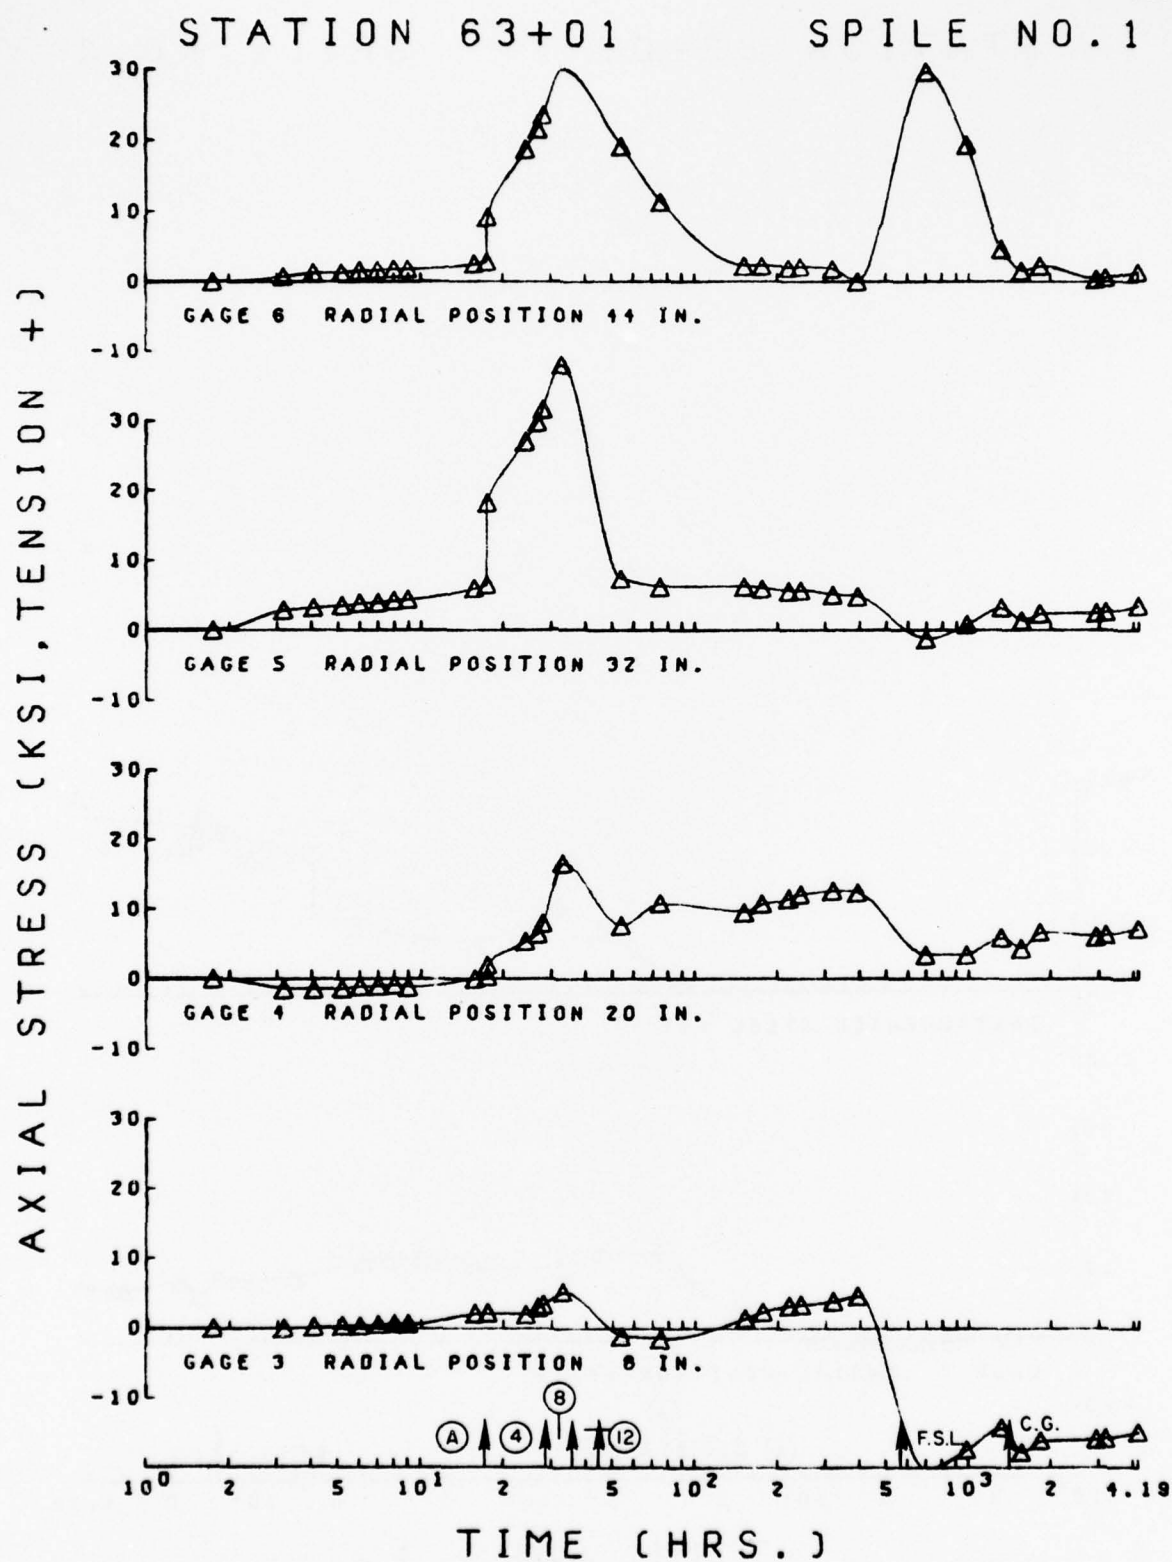 STATION 63+01 SPILE NO.1
AXIAL STRESS (KSI, TENSION +)
30
20
10
0
GAGE 6 RADIAL POSITION 44 IN.
-10
30
20
10
0
GAGE 5 RADIAL POSITION 32 IN.
-10
30
20
10
0
GAGE 4 RADIAL POSITION 20 IN.
-10
30
20
10
0
GAGE 3 RADIAL POSITION 8 IN.
-10
8
A 4 12 F.S.L. C.G.
10⁰ 2 5 10¹ 2 5 10² 2 5 10³ 2 4.19
TIME (HRS.)